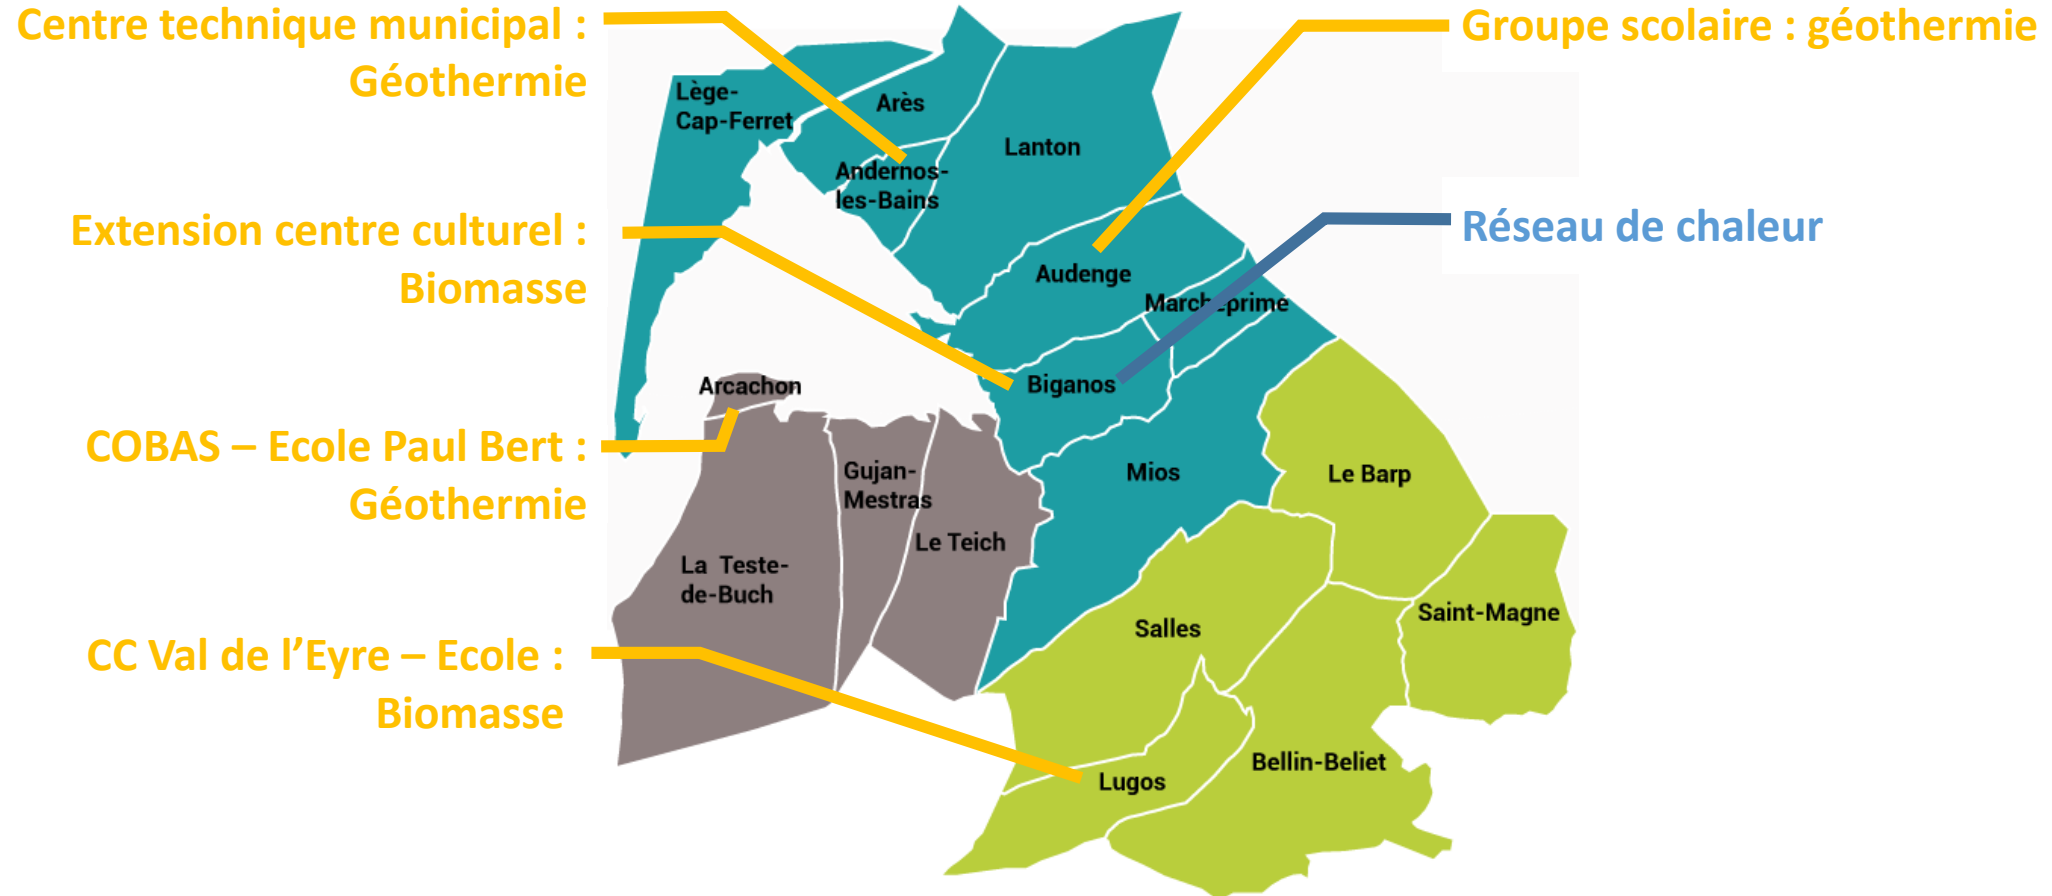 Centre technique municipal :
Géothermie
Groupe scolaire : géothermie
Lège-
Cap-Ferret
Arès
Lanton
Andernos-
les-Bains
Extension centre culturel :
Biomasse
Réseau de chaleur
Audenge
Marcheprime
Biganos
Arcachon
COBAS – Ecole Paul Bert :
Géothermie
Gujan-
Mestras
Mios
Le Barp
Le Teich
La Teste-
de-Buch
Salles
Saint-Magne
CC Val de l’Eyre – Ecole :
Biomasse
Lugos
Bellin-Beliet